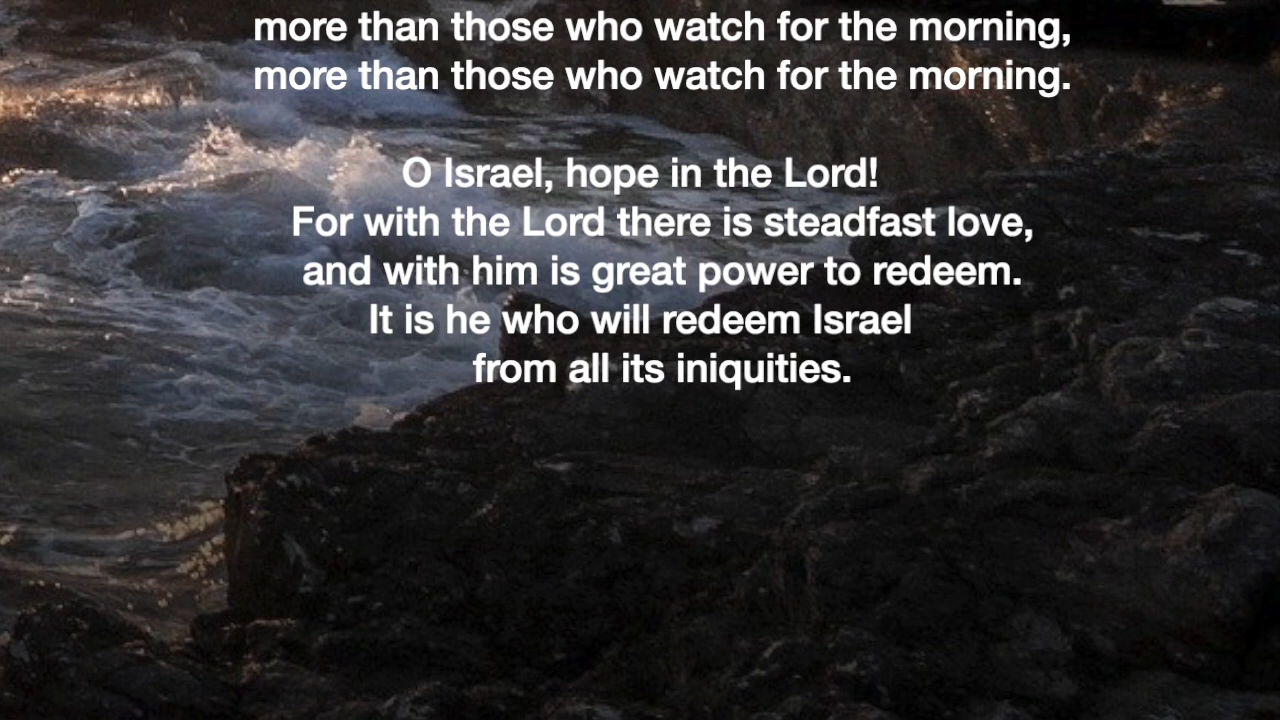 more than those who watch for the morning,
more than those who watch for the morning.
O Israel, hope in the Lord!
For with the Lord there is steadfast love,
and with him is great power to redeem.
It is he who will redeem Israel
from all its iniquities.